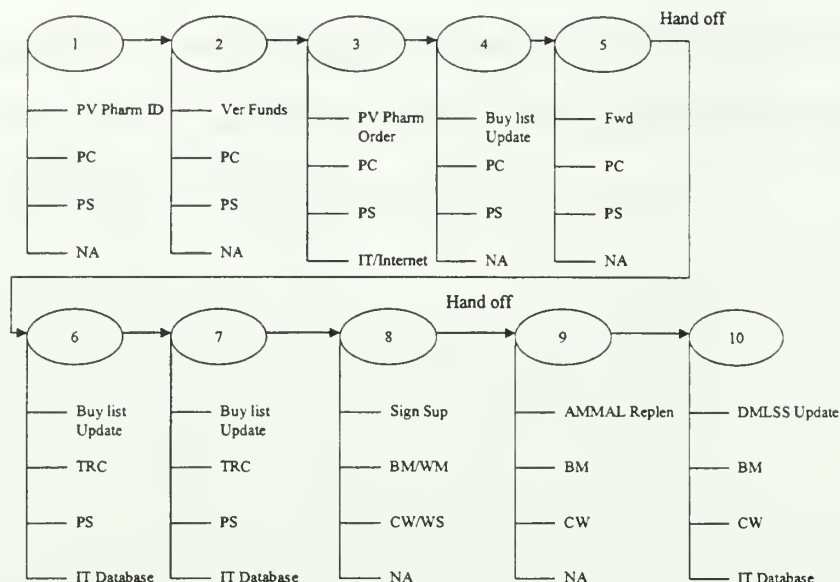 Hand off
1
2
3
4
5
PV Pharm ID
PC
PS
NA
Ver Funds
PC
PS
NA
PV Pharm
Order
PC
PS
IT/Internet
Buy list
Update
PC
PS
NA
Fwd
PC
PS
NA
Hand off
6
7
8
9
10
Buy list
Update
TRC
PS
IT Database
Buy list
Update
TRC
PS
IT Database
Sign Sup
BM/WM
CW/WS
NA
AMMAL Replen
BM
CW
NA
DMLSS Update
BM
CW
IT Database